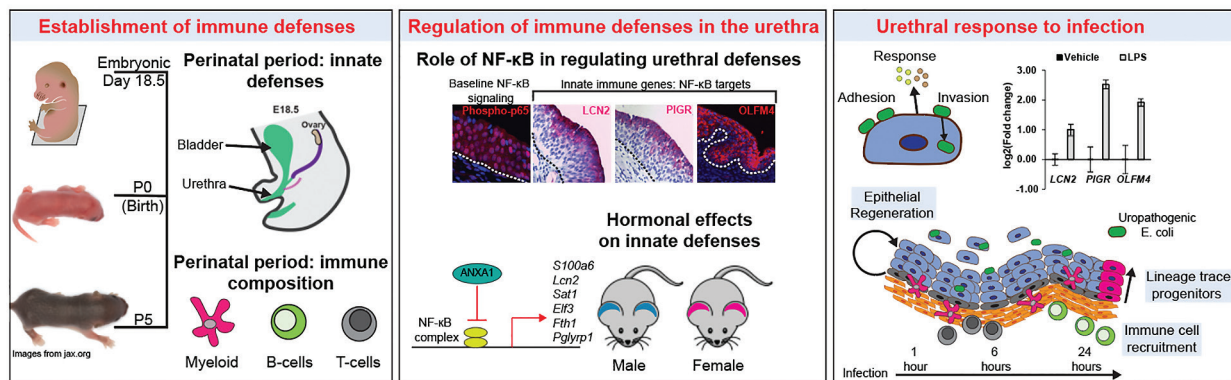 Establishment of immune defenses
Embryonic
Day 18.5
P0
(Birth)
P5
Images from jax.org
Perinatal period: innate
defenses
E18.5
Ovary
Bladder
Urethra
Perinatal period: immune
composition
Myeloid
B-cells
T-cells
Regulation of immune defenses in the urethra
Role of NF-κB in regulating urethral defenses
Baseline NF-κB
signaling
Innate immune genes: NF-κB targets
Phospho-p65
LCN2
PIGR
OLFM4
Hormonal effects
on innate defenses
ANXA1
NF-κB
complex
S100a6
Lcn2
Sat1
Elf3
Fth1
Pglyrp1
Male
Female
Urethral response to infection
Response
Adhesion
Invasion
Vehicle
LPS
log2(Fold change)
3.00
2.00
1.00
0.00
-1.00
LCN2
PIGR
OLFM4
Epithelial
Regeneration
Uropathogenic
E. coli
Lineage trace
progenitors
Immune cell
recruitment
Infection
1
hour
6
hours
24
hours